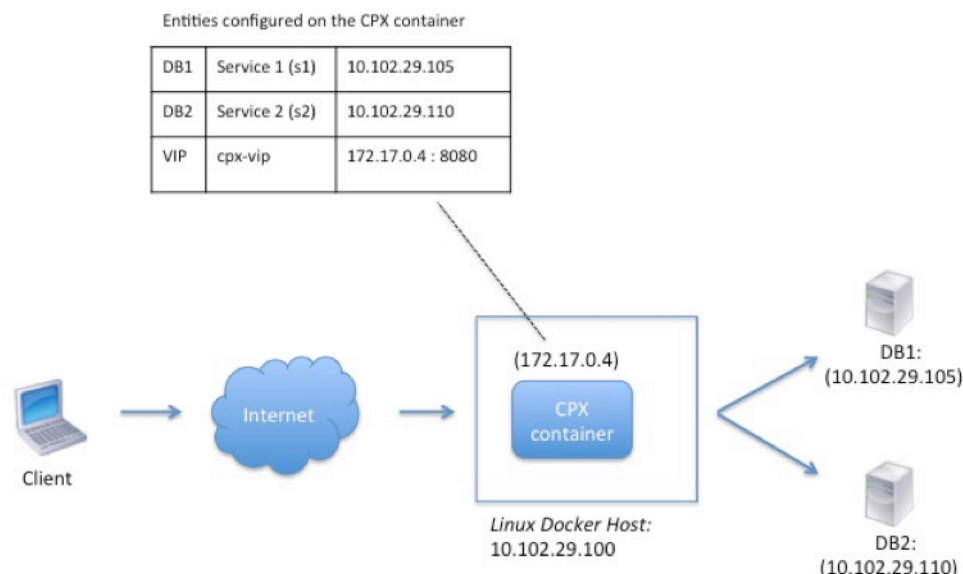 Entities configured on the CPX container
DB1 Service 1 (s1) 10.102.29.105
DB2 Service 2 (s2) 10.102.29.110
VIP cpx-vip 172.17.0.4 : 8080
(172.17.0.4)
CPX
container
Internet
Client
Linux Docker Host:
10.102.29.100
DB1:
(10.102.29.105)
DB2:
(10.102.29.110)